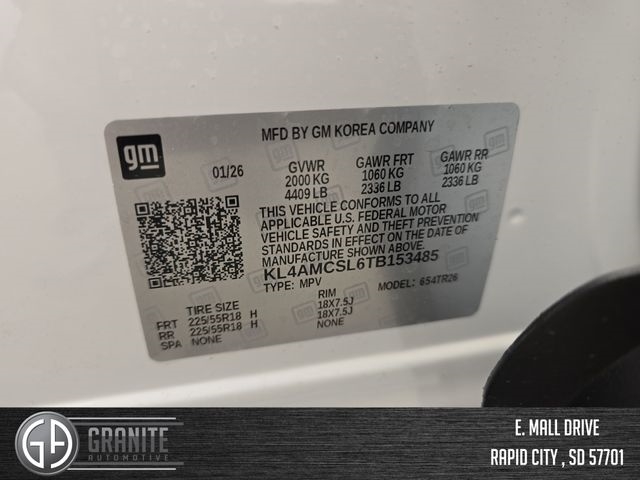 MFD BY GM KOREA COMPANY
gm
01/26
GVWR
2000 KG
4409 LB
GAWR FRT
1060 KG
2336 LB
GAWR RR
1060 KG
2336 LB
THIS VEHICLE CONFORMS TO ALL
APPLICABLE U.S. FEDERAL MOTOR
VEHICLE SAFETY AND THEFT PREVENTION
STANDARDS IN EFFECT ON THE DATE OF
MANUFACTURE SHOWN ABOVE.
KL4AMCSL6TB153485
TYPE: MPV
MODEL: 654TR26
TIRE SIZE
RIM
FRT 225/55R18 H 18X7.5J
RR 225/55R18 H 18X7.5J
SPA NONE NONE
GA GRANITE
AUTOMOTIVE
E. MALL DRIVE
RAPID CITY , SD 57701